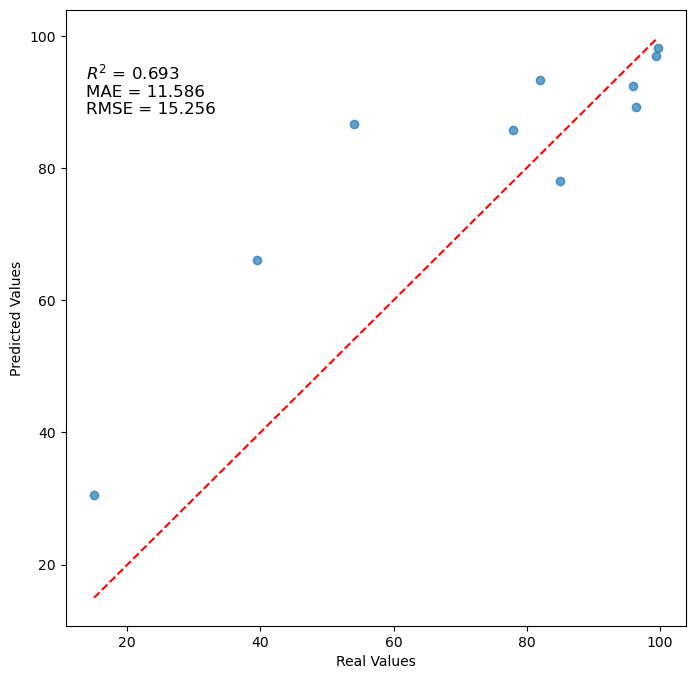 R² = 0.693
MAE = 11.586
RMSE = 15.256
100
80
60
40
20
Predicted Values
20 40 60 80 100
Real Values